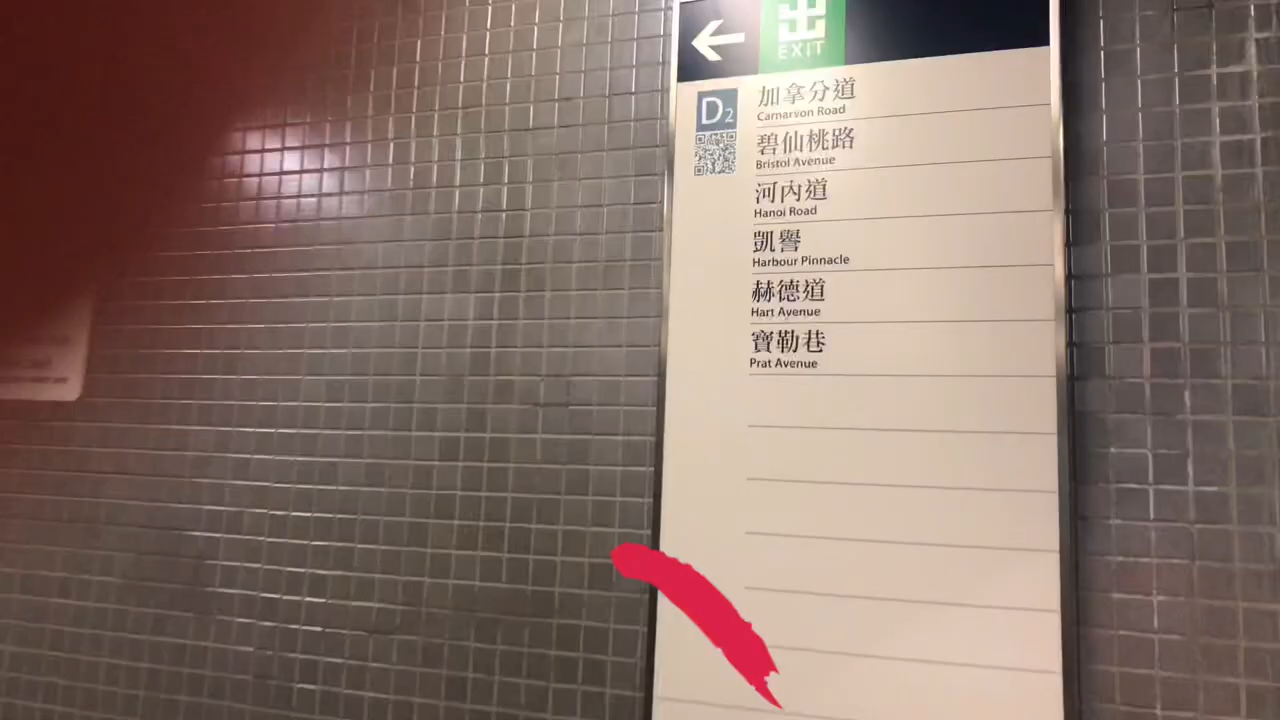 出
EXIT
D2
加拿分道
Carnarvon Road
碧仙桃路
Bristol Avenue
河內道
Hanoi Road
凱譽
Harbour Pinnacle
赫德道
Hart Avenue
寶勒巷
Prat Avenue